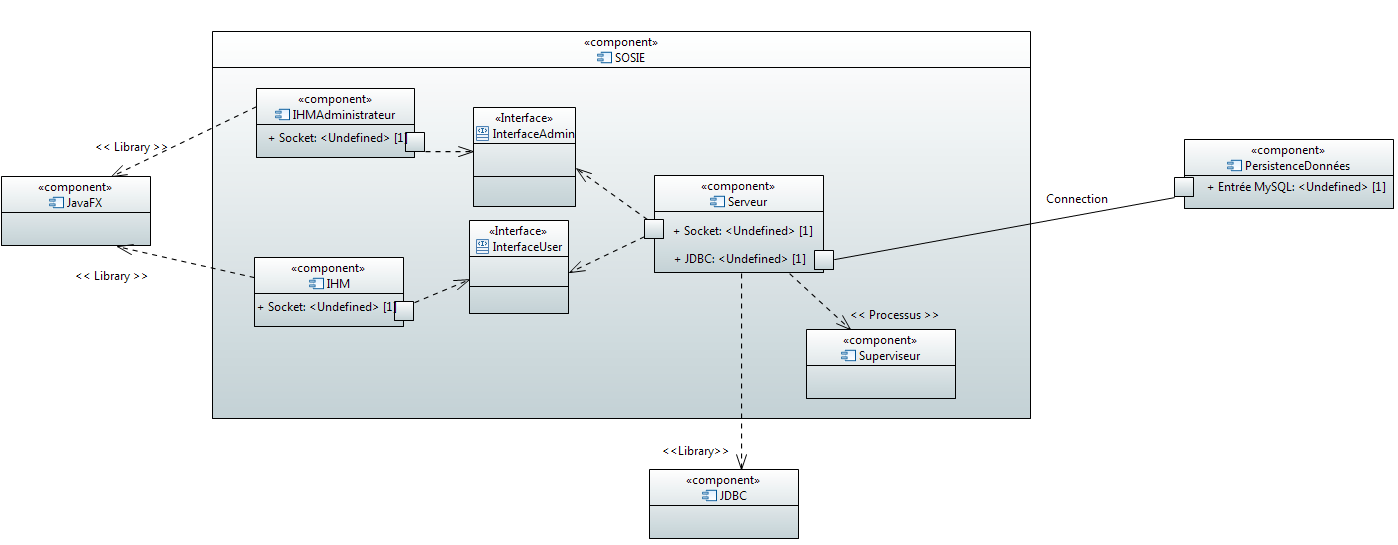 «component»
SOSIE
«component»
IHMAdministrateur
+ Socket: <Undefined> [1]
«Interface»
InterfaceAdmin
<< Library >>
«component»
JavaFX
<< Library >>
«component»
IHM
+ Socket: <Undefined> [1]
«Interface»
InterfaceUser
«component»
Serveur
+ Socket: <Undefined> [1]
+ JDBC: <Undefined> [1]
Connection
«component»
PersistenceDonnées
+ Entrée MySQL: <Undefined> [1]
<< Processus >>
«component»
Superviseur
<<Library>>
«component»
JDBC